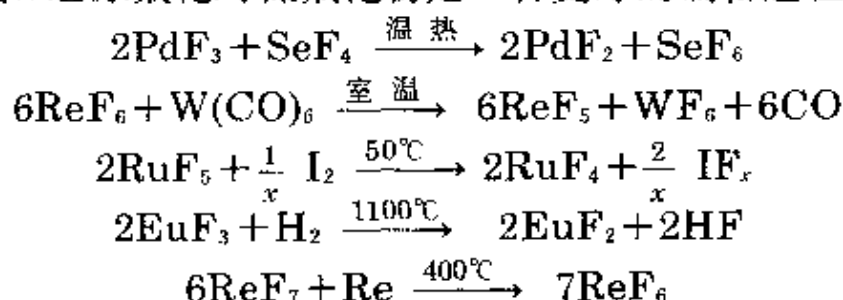 2PdF₃+SeF₄ —温热→ 2PdF₂+SeF₆
6ReF₆+W(CO)₆ —室温→ 6ReF₅+WF₆+6CO
2RuF₅+1/x I₂ —50℃→ 2RuF₄+2/x IFₓ
2EuF₃+H₂ —1100℃→ 2EuF₂+2HF
6ReF₇+Re —400℃→ 7ReF₆